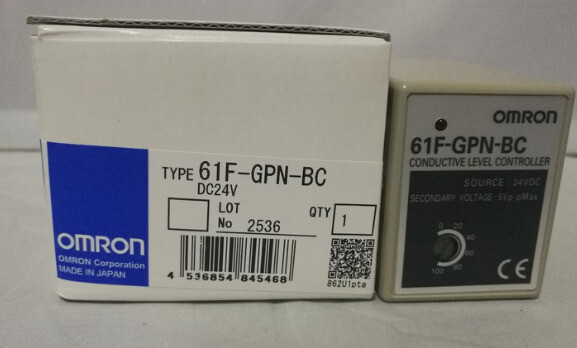 TYPE 61F-GPN-BC
DC24V
LOT
No 2536
QTY 1
OMRON
OMRON Corporation
MADE IN JAPAN
4 536854 845468
862U1pta
OMRON
61F-GPN-BC
CONDUCTIVE LEVEL CONTROLLER
SOURCE : 24VDC
SECONDARY VOLTAGE : 5Vp-pMax
0 20
40
60
100 80
CE